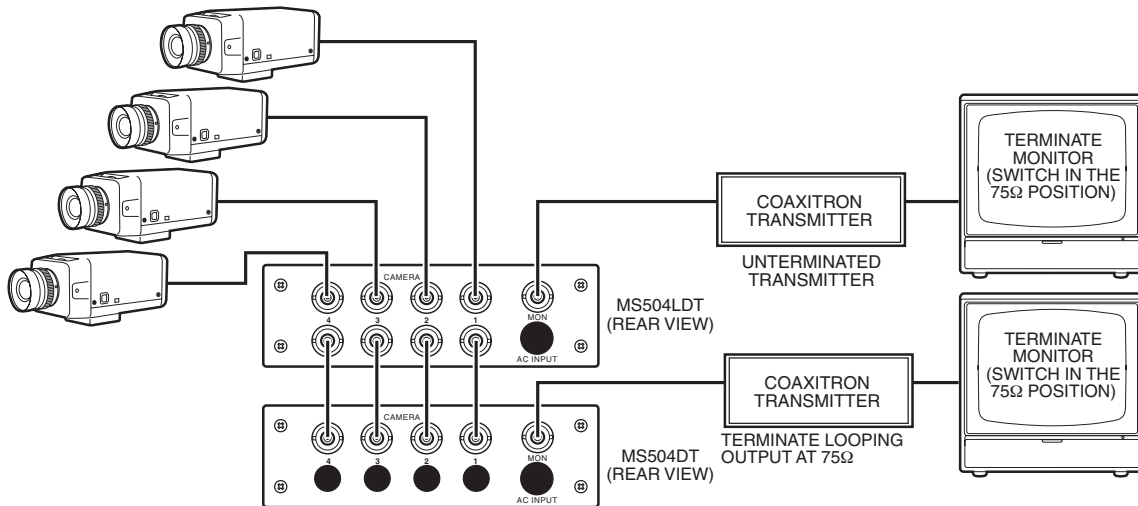 CAMERA
4
3
2
1
MON
AC INPUT
MS504LDT
(REAR VIEW)
COAXITRON
TRANSMITTER
UNTERMINATED
TRANSMITTER
TERMINATE
MONITOR
(SWITCH IN THE
75Ω POSITION)
CAMERA
4
3
2
1
MON
AC INPUT
MS504DT
(REAR VIEW)
COAXITRON
TRANSMITTER
TERMINATE LOOPING
OUTPUT AT 75Ω
TERMINATE
MONITOR
(SWITCH IN THE
75Ω POSITION)